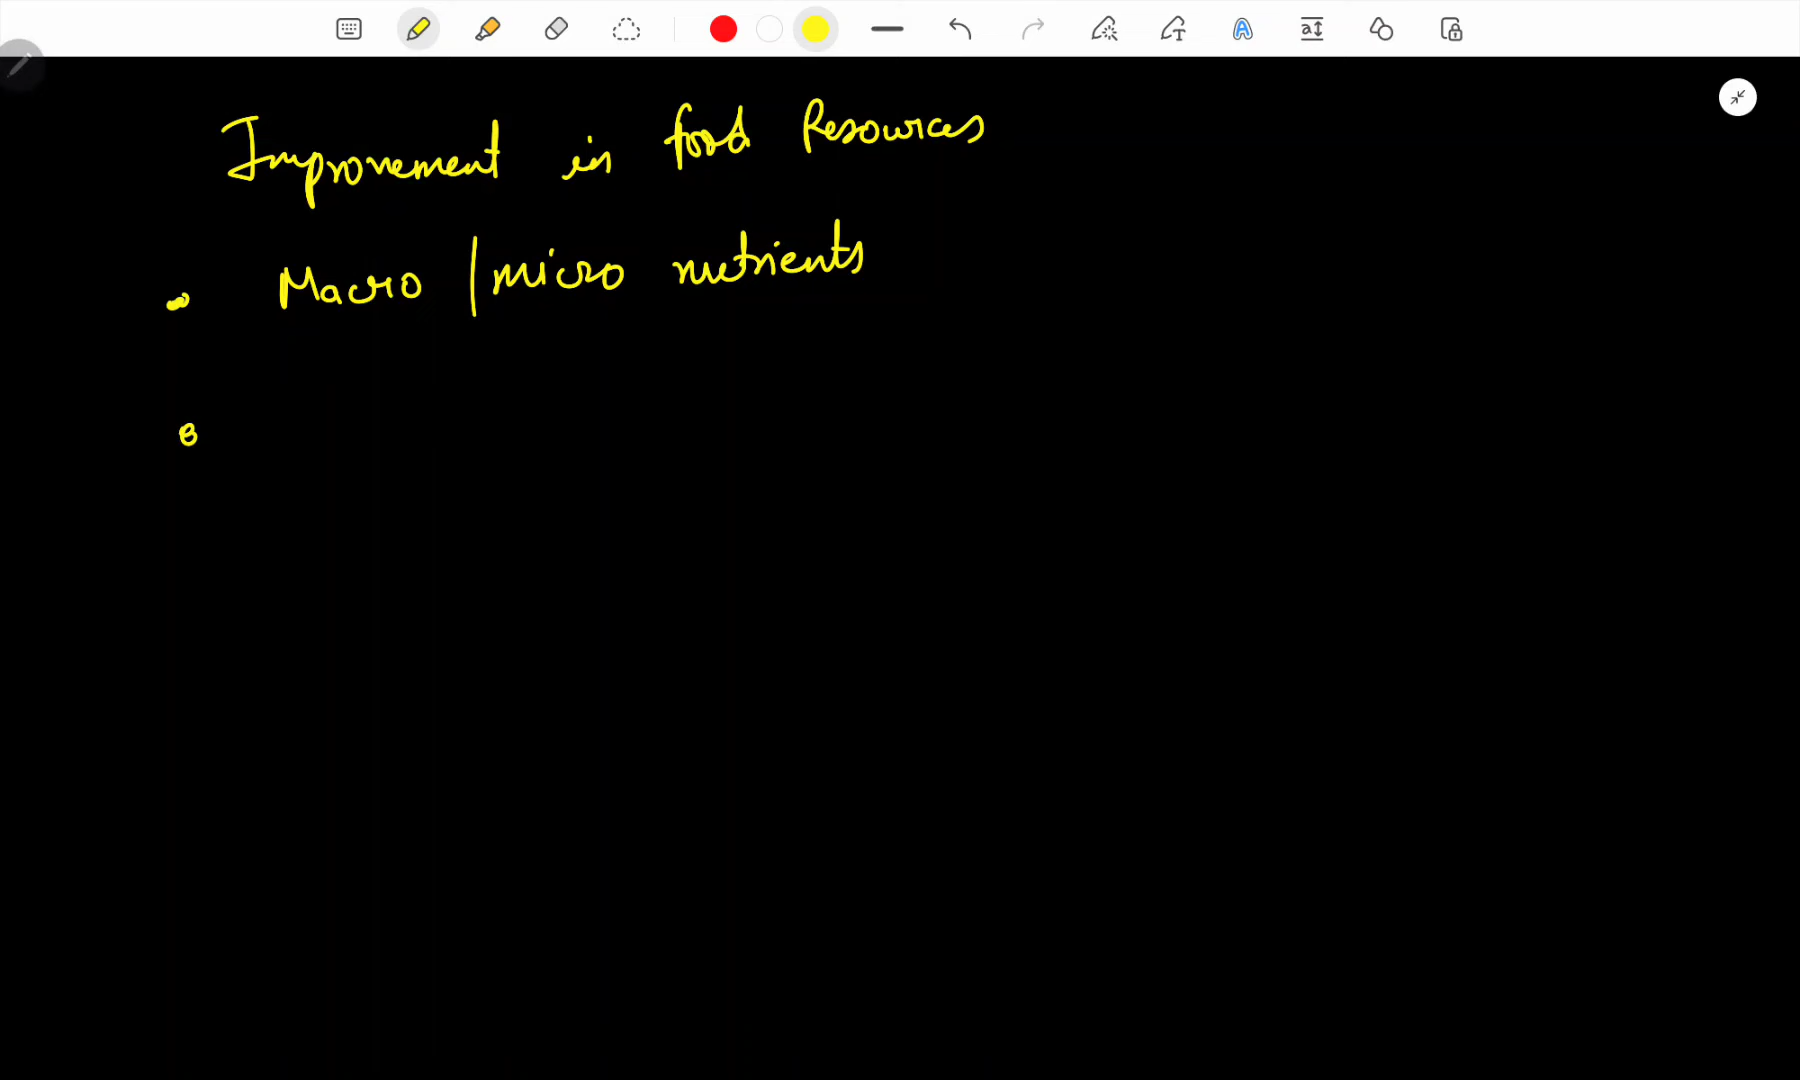 Improvement in food Resources
• Macro / micro nutrients
•